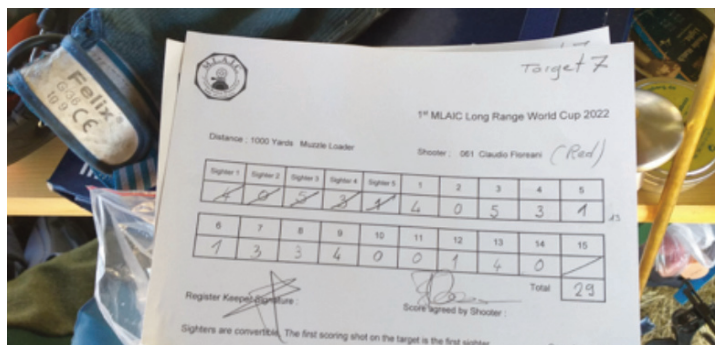 Felix®
G-36
199 CE
M.L.A.I.C.
Target 7
1st MLAIC Long Range World Cup 2022
Distance : 1000 Yards Muzzle Loader
Shooter : 061 Claudio Fioreani (Red)
Sighter 1 Sighter 2 Sighter 3 Sighter 4 Sighter 5 1 2 3 4 5
4 0 5 3 1 4 0 5 3 1
13
6 7 8 9 10 11 12 13 14 15
1 3 3 4 0 0 1 4 0
Total 29
Register Keeper Signature :
Score agreed by Shooter :
Sighters are convertible. The first scoring shot on the target is the first sighter